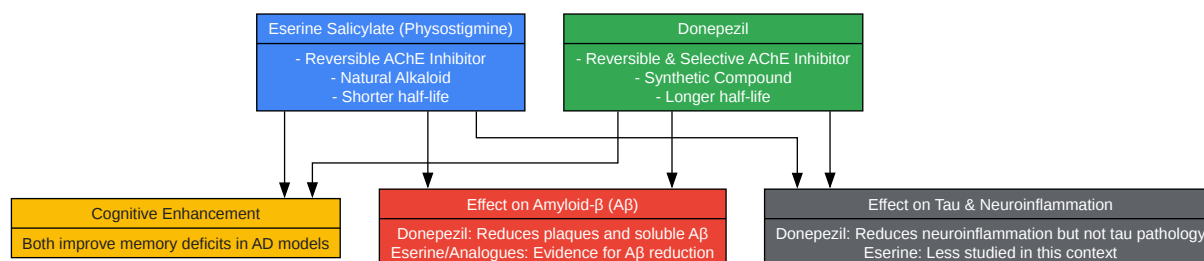 Eserine Salicylate (Physostigmine)
- Reversible AChE Inhibitor
- Natural Alkaloid
- Shorter half-life
Donepezil
- Reversible & Selective AChE Inhibitor
- Synthetic Compound
- Longer half-life
Cognitive Enhancement
Both improve memory deficits in AD models
Effect on Amyloid-β (Aβ)
Donepezil: Reduces plaques and soluble Aβ
Eserine/Analogues: Evidence for Aβ reduction
Effect on Tau & Neuroinflammation
Donepezil: Reduces neuroinflammation but not tau pathology
Eserine: Less studied in this context